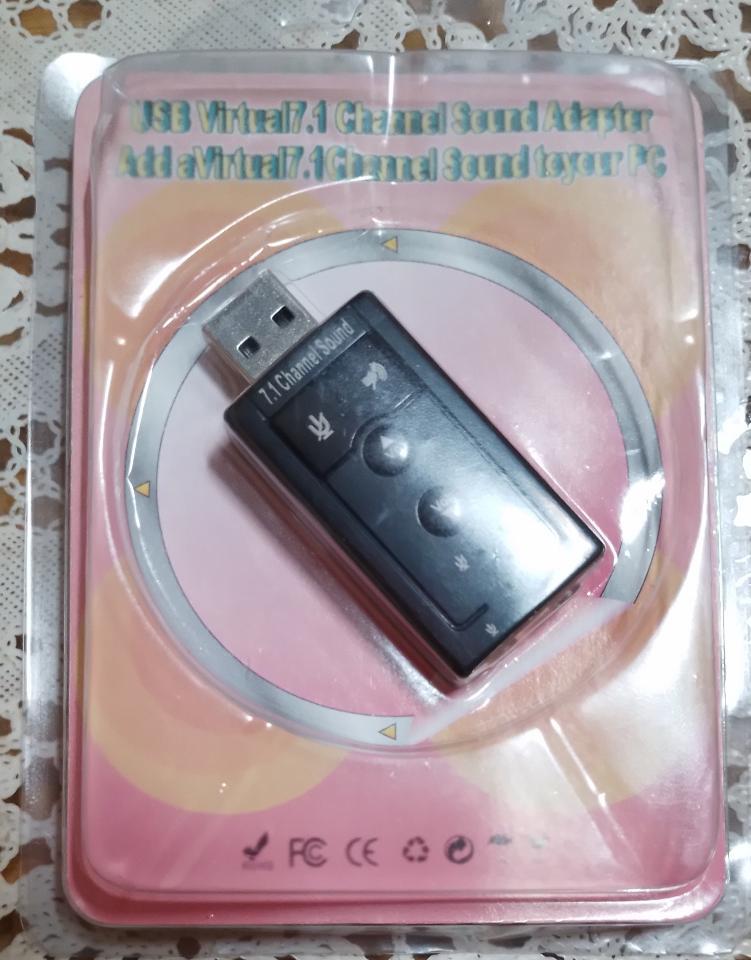 USB Virtual7.1 Channel Sound Adapter
Add aVirtual7.1Channel Sound toyour PC
7.1 Channel Sound
FC CE